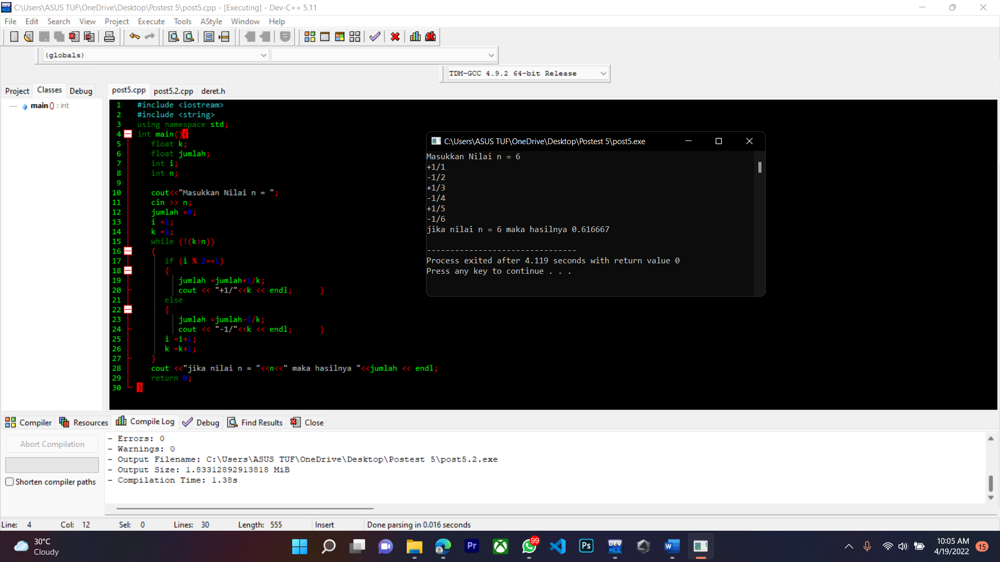 C:\Users\ASUS TUF\OneDrive\Desktop\Postest 5\post5.cpp - [Executing] - Dev-C++ 5.11
File Edit Search View Project Execute Tools AStyle Window Help
(globals)
TDM-GCC 4.9.2 64-bit Release
Project Classes Debug
post5.cpp post5.2.cpp deret.h
main () : int
1 #include <iostream>
2 #include <string>
3 using namespace std;
4 int main(){
5 float k;
6 float jumlah;
7 int i;
8 int n;
9
10 cout<<"Masukkan Nilai n = ";
11 cin >> n;
12 jumlah =0;
13 i =1;
14 k =1;
15 while (!(k>n))
16 {
17 if (i % 2==1)
18 {
19 jumlah =jumlah+1/k;
20 cout << "+1/"<<k << endl; }
21 else
22 {
23 jumlah =jumlah-1/k;
24 cout << "-1/"<<k << endl; }
25 i =i+1;
26 k =k+1;
27 }
28 cout <<"jika nilai n = "<<n<<" maka hasilnya "<<jumlah << endl;
29 return 0;
30 }
C:\Users\ASUS TUF\OneDrive\Desktop\Postest 5\post5.exe
Masukkan Nilai n = 6
+1/1
-1/2
+1/3
-1/4
+1/5
-1/6
jika nilai n = 6 maka hasilnya 0.616667
--------------------------------
Process exited after 4.119 seconds with return value 0
Press any key to continue . . .
Compiler Resources Compile Log Debug Find Results Close
Abort Compilation
Shorten compiler paths
- Errors: 0
- Warnings: 0
- Output Filename: C:\Users\ASUS TUF\OneDrive\Desktop\Postest 5\post5.2.exe
- Output Size: 1.83312892913818 MiB
- Compilation Time: 1.38s
Line: 4 Col: 12 Sel: 0 Lines: 30 Length: 555 Insert Done parsing in 0.016 seconds
30°C
Cloudy
Pr
99
Ps
DEV
C++
W
10:05 AM
4/19/2022
15